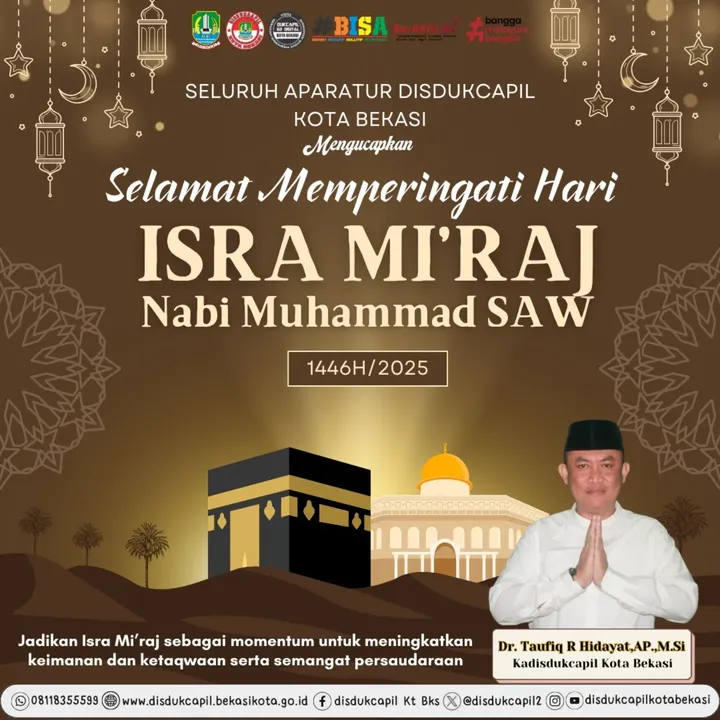 #BISA
bangga
melayani
bangsa
SELURUH APARATUR DISDUKCAPIL
KOTA BEKASI
Mengucapkan
Selamat Memperingati Hari
ISRA MI'RAJ
Nabi Muhammad SAW
1446H/2025
Jadikan Isra Mi'raj sebagai momentum untuk meningkatkan
keimanan dan ketaqwaan serta semangat persaudaraan
Dr. Taufiq R Hidayat,AP.,M.Si
Kadisdukcapil Kota Bekasi
08118355599 www.disdukcapil.bekasikota.go.id disdukcapil Kt Bks @disdukcapil2 disdukcapilkotabekasi